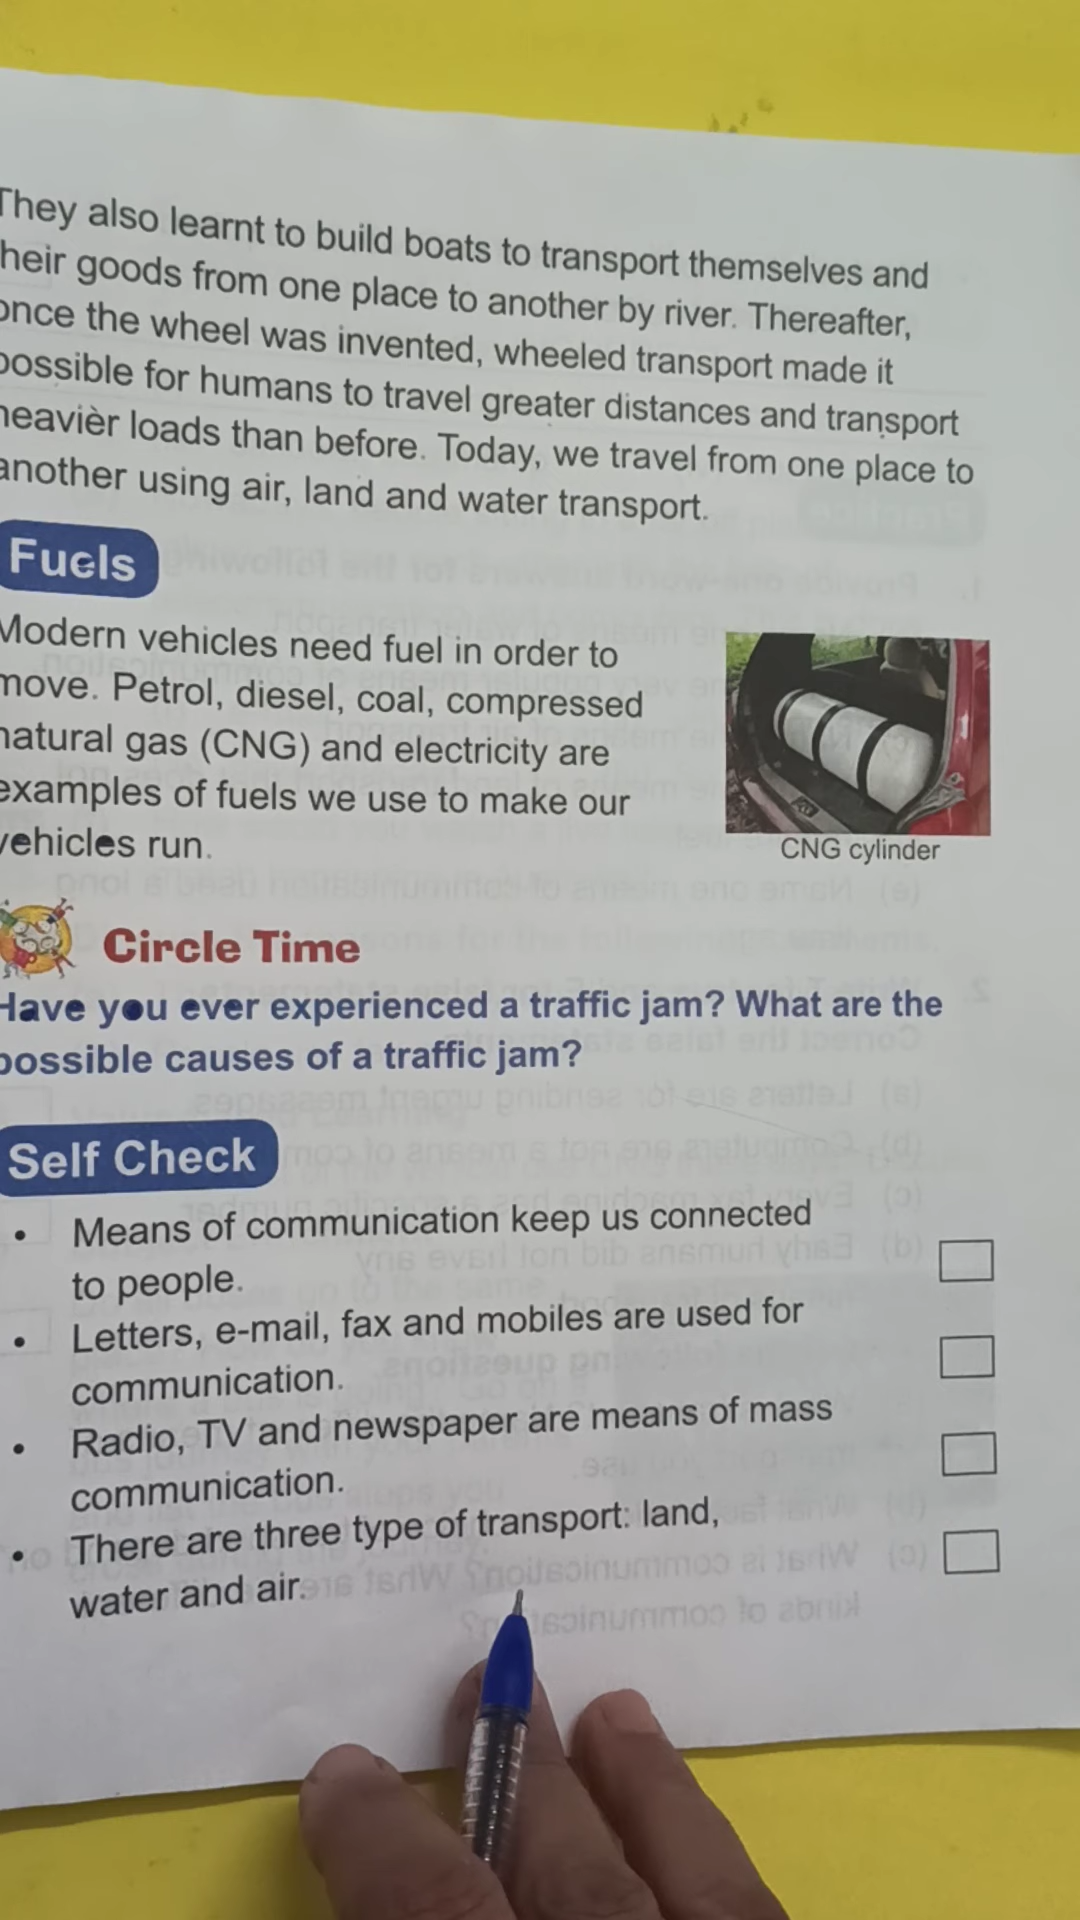 They also learnt to build boats to transport themselves and
their goods from one place to another by river. Thereafter,
once the wheel was invented, wheeled transport made it
possible for humans to travel greater distances and transport
heavier loads than before. Today, we travel from one place to
another using air, land and water transport.
Fuels
Modern vehicles need fuel in order to
move. Petrol, diesel, coal, compressed
natural gas (CNG) and electricity are
examples of fuels we use to make our
vehicles run.
CNG cylinder
Circle Time
Have you ever experienced a traffic jam? What are the
possible causes of a traffic jam?
Self Check
• Means of communication keep us connected
to people.
• Letters, e-mail, fax and mobiles are used for
communication.
• Radio, TV and newspaper are means of mass
communication.
• There are three type of transport: land,
water and air.